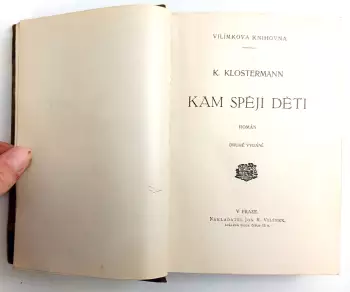 VILÍMKOVA KNIHOVNA
K. KLOSTERMANN
KAM SPĚJÍ DĚTI
ROMÁN
DRUHÉ VYDÁNÍ
V PRAZE
NAKLADATEL JOS. R. VILÍMEK